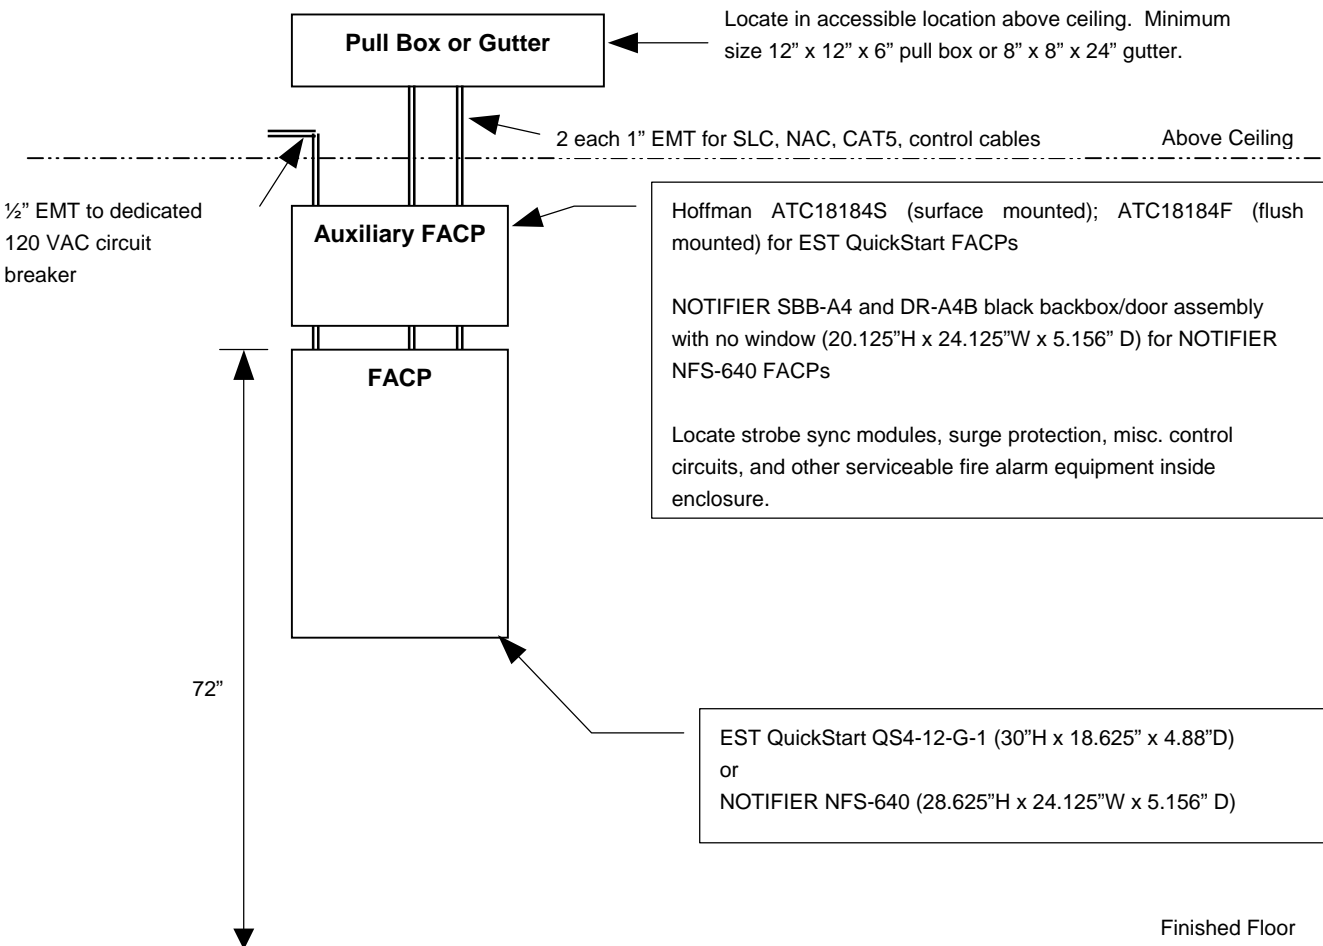 Pull Box or Gutter
Locate in accessible location above ceiling. Minimum
size 12” x 12” x 6” pull box or 8” x 8” x 24” gutter.
2 each 1” EMT for SLC, NAC, CAT5, control cables
Above Ceiling
½” EMT to dedicated
120 VAC circuit
breaker
Auxiliary FACP
Hoffman ATC18184S (surface mounted); ATC18184F (flush
mounted) for EST QuickStart FACPs
NOTIFIER SBB-A4 and DR-A4B black backbox/door assembly
with no window (20.125”H x 24.125”W x 5.156” D) for NOTIFIER
NFS-640 FACPs
Locate strobe sync modules, surge protection, misc. control
circuits, and other serviceable fire alarm equipment inside
enclosure.
FACP
72”
EST QuickStart QS4-12-G-1 (30”H x 18.625” x 4.88”D)
or
NOTIFIER NFS-640 (28.625”H x 24.125”W x 5.156” D)
Finished Floor